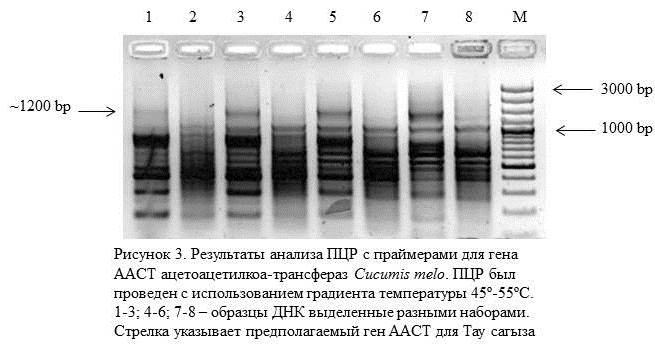 1 2 3 4 5 6 7 8 M
3000 bp
~1200 bp
1000 bp
Рисунок 3. Результаты анализа ПЦР с праймерами для гена
ААСТ ацетоацетилкоа-трансфераз Cucumis melo. ПЦР был
проведен с использованием градиента температуры 45°-55°C.
1-3; 4-6; 7-8 – образцы ДНК выделенные разными наборами.
Стрелка указывает предполагаемый ген ААСТ для Тау сагыза